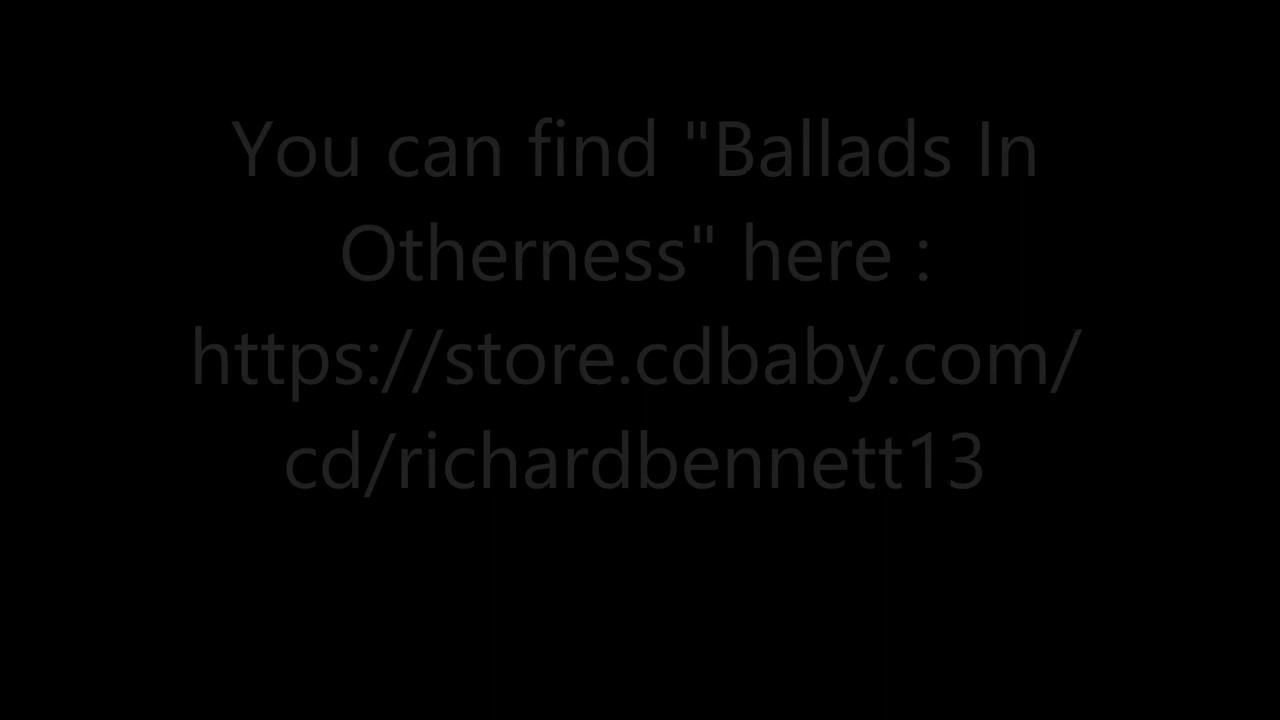 You can find "Ballads In
Otherness" here :
https://store.cdbaby.com/
cd/richardbennett13